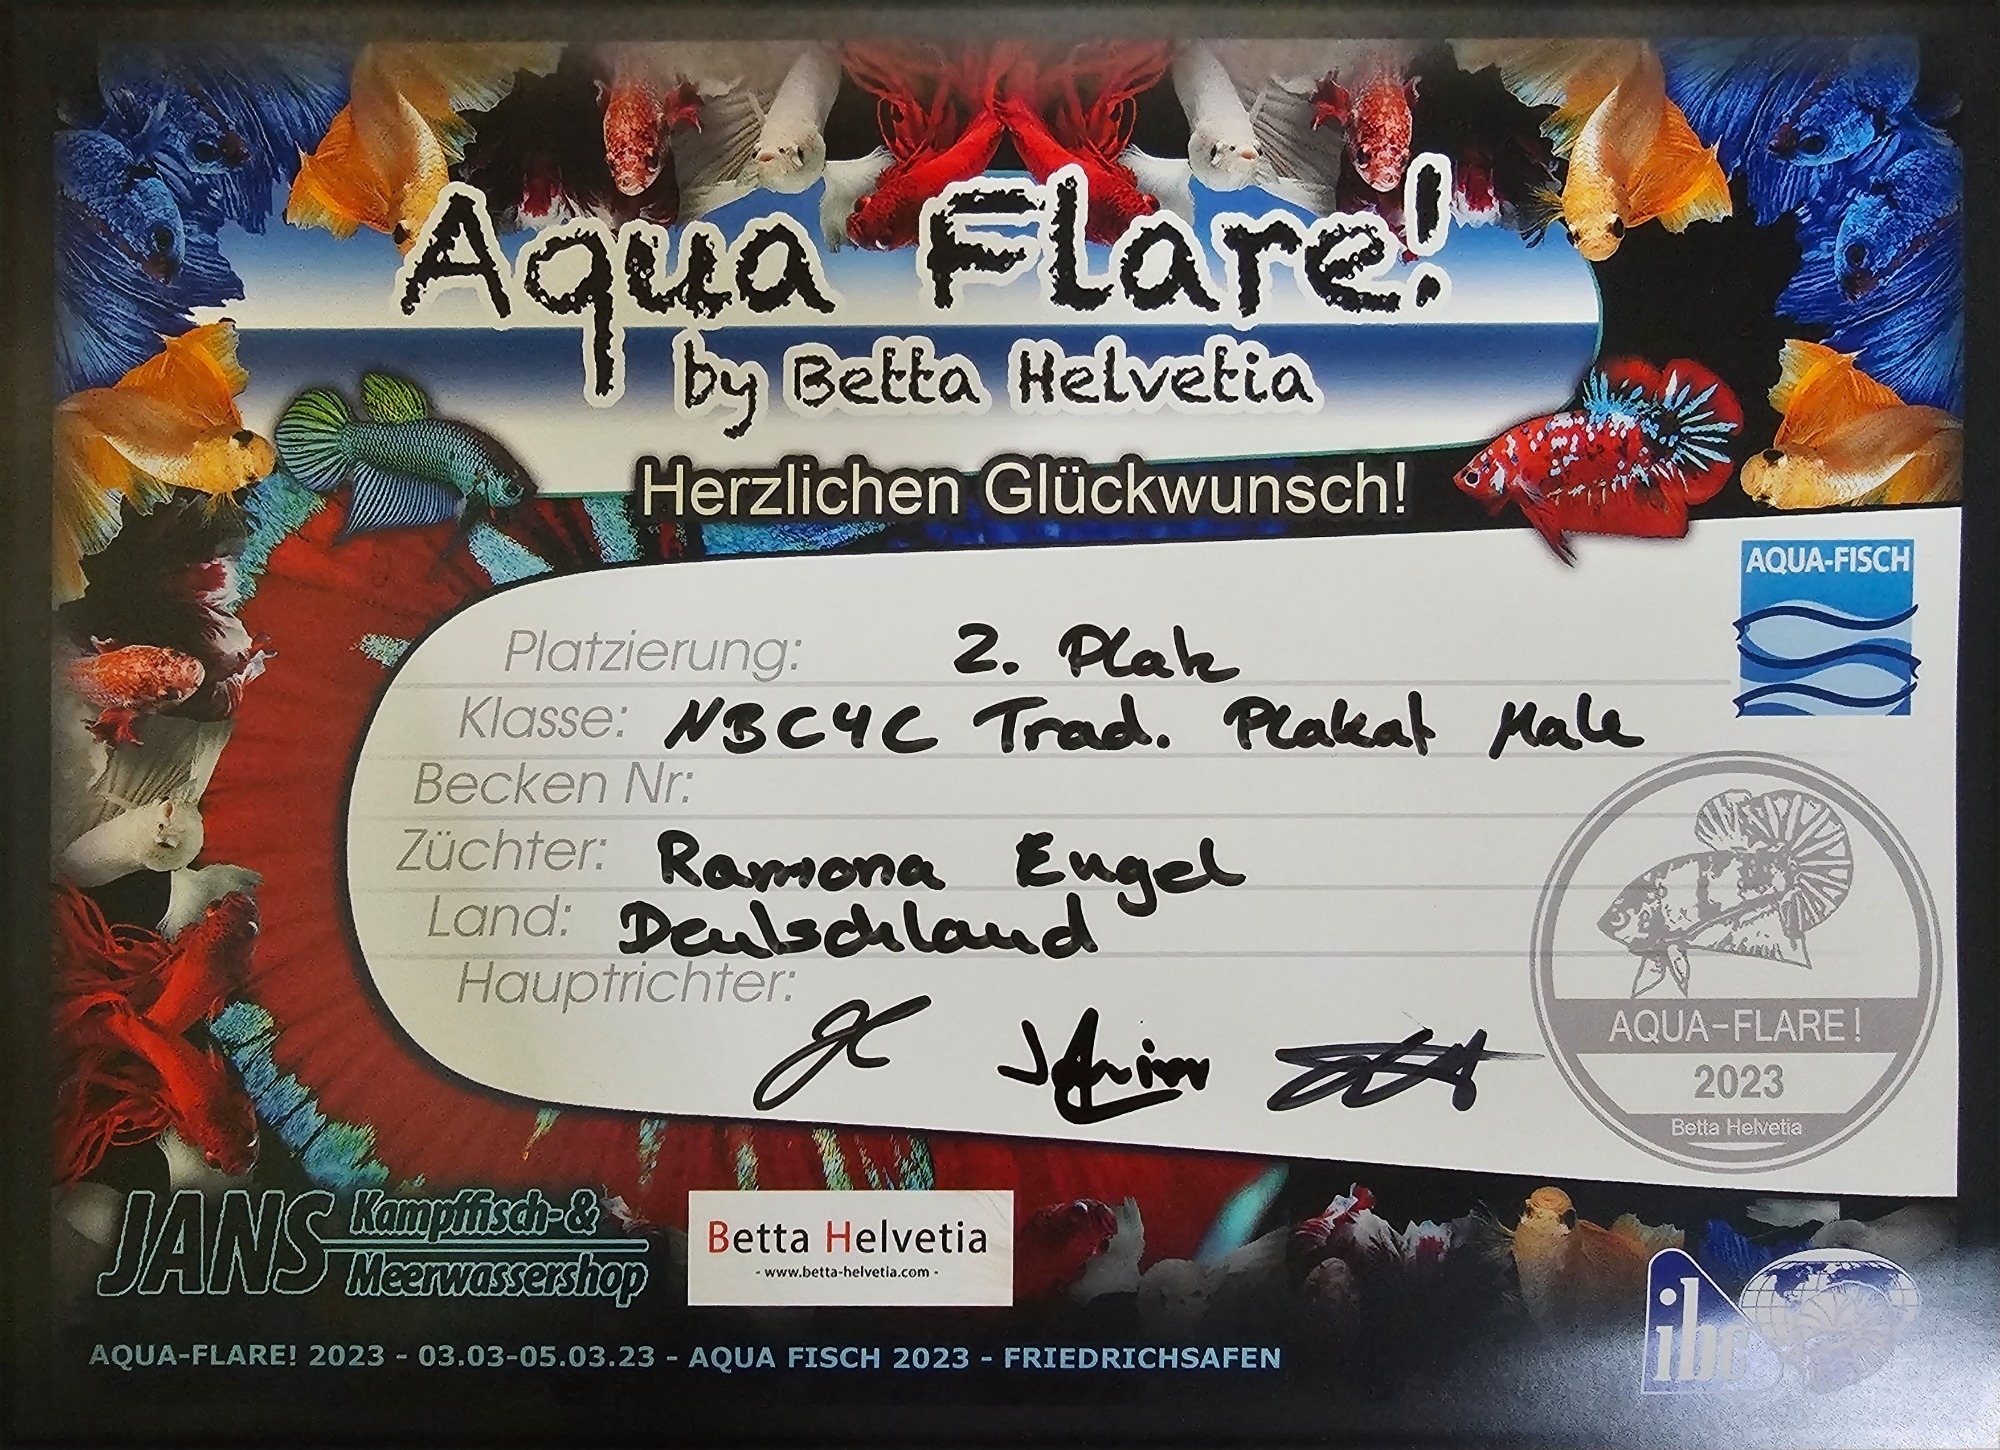 Aqua Flare!
by Betta Helvetia
Herzlichen Glückwunsch!
AQUA-FISCH
Platzierung: 2. Platz
Klasse: NBC4C Trad. Plakat Male
Becken Nr:
Züchter: Ramona Engel
Land: Deutschland
Hauptrichter:
AQUA-FLARE!
2023
Betta Helvetia
JANS Kampffisch-&
Meerwassershop
Betta Helvetia
- www.betta-helvetia.com -
ibc
AQUA-FLARE! 2023 - 03.03-05.03.23 - AQUA FISCH 2023 - FRIEDRICHSAFEN